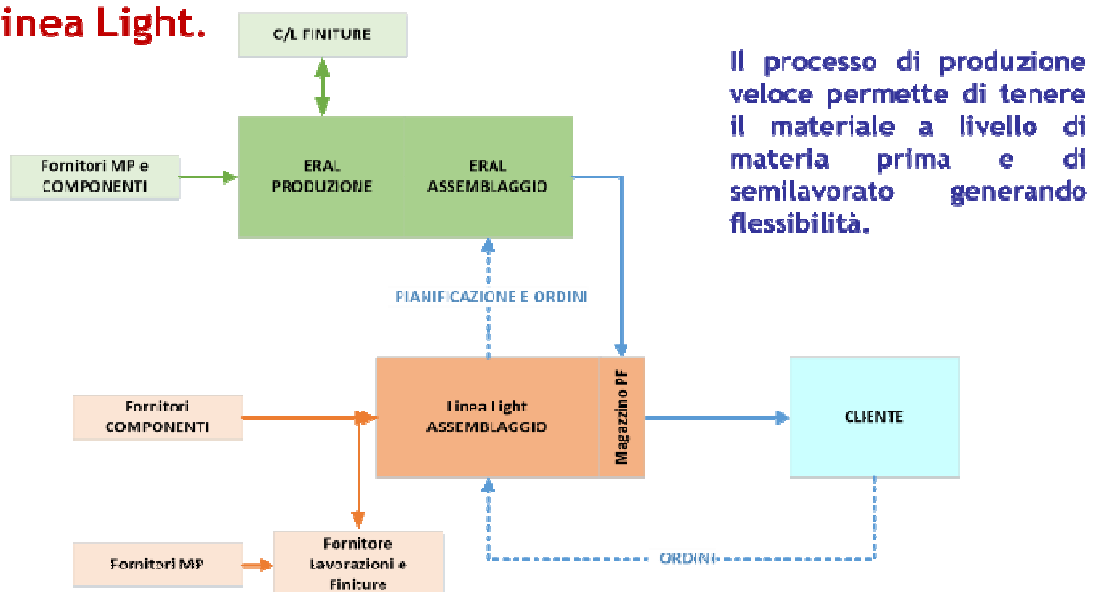 inea Light.
C/L FINITURE
Il processo di produzione
veloce permette di tenere
il materiale a livello di
materia prima e di
semilavorato generando
flessibilità.
Fornitori MP e
COMPONENTI
ERAL
PRODUZIONE
ERAL
ASSEMBLAGGIO
PIANIFICAZIONE E ORDINI
Fornitori
COMPONENTI
Linea Light
ASSEMBLAGGIO
Magazzino PF
CLIENTE
Fornitori MP
Fornitore
Lavorazioni e
Finiture
ORDINI